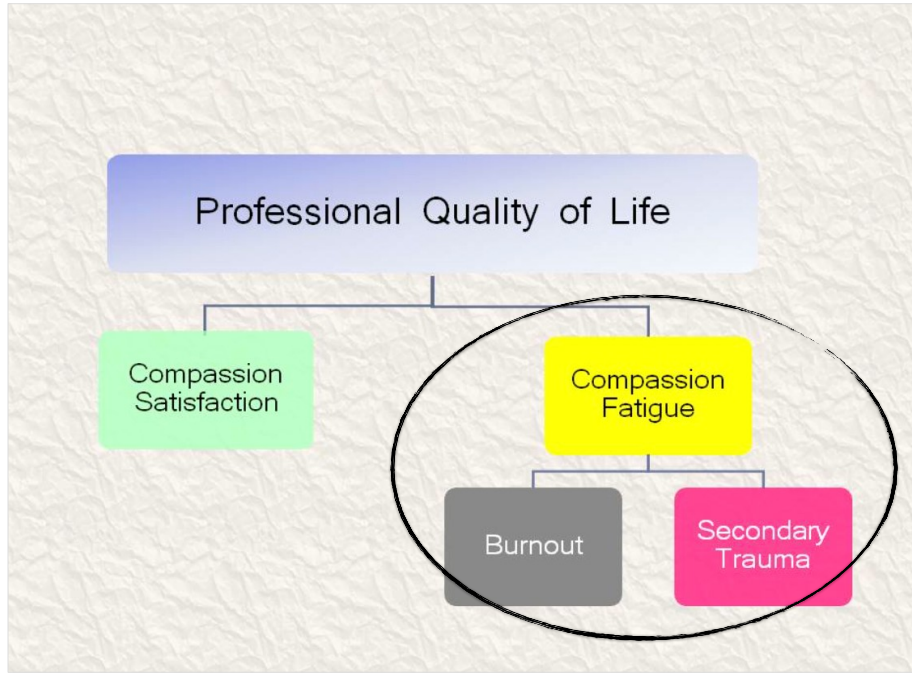 Professional Quality of Life
Compassion
Satisfaction
Compassion
Fatigue
Burnout
Secondary
Trauma